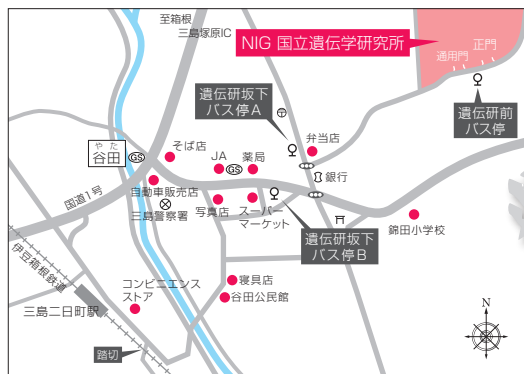 至箱根
三島塚原IC
NIG 国立遺伝学研究所
正門
通用門
遺伝研坂下
バス停A
遺伝研前
バス停
弁当店
そば店
JA
GS
薬局
やた
谷田
GS
銀行
自動車販売店
国道1号
三島警察署
写真店
スーパー
マーケット
遺伝研坂下
バス停B
錦田小学校
伊豆箱根鉄道
コンビニエンス
ストア
寝具店
谷田公民館
三島二日町駅
踏切
N